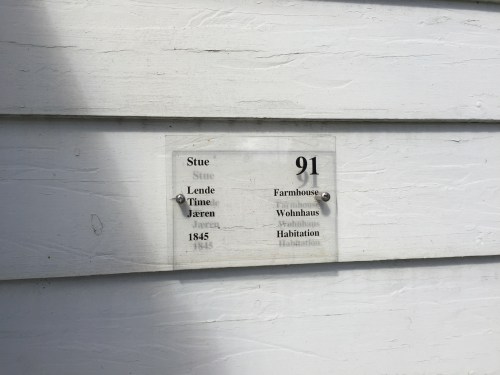 Stue
91
Lende
Time
Jæren
1845
Farmhouse
Wohnhaus
Habitation